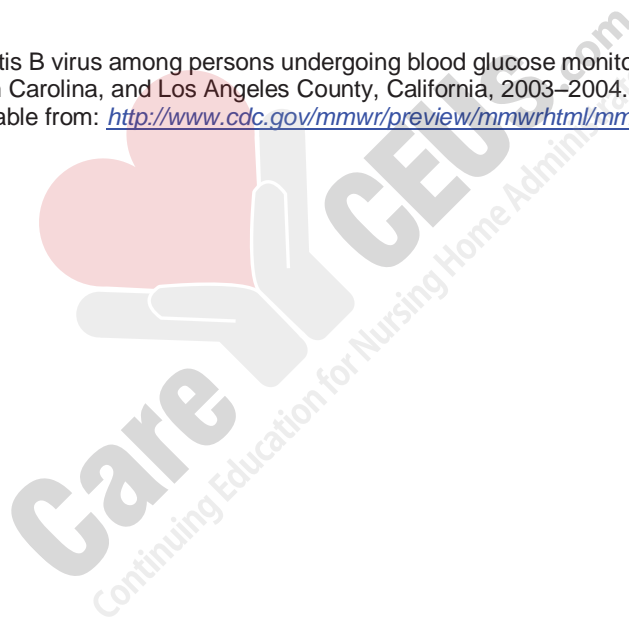 tis B virus among persons undergoing blood glucose monito
Carolina, and Los Angeles County, California, 2003–2004.
able from: http://www.cdc.gov/mmwr/preview/mmwrhtml/mm
Care CEUS.com
Continuing Education for Nursing Home Administrat